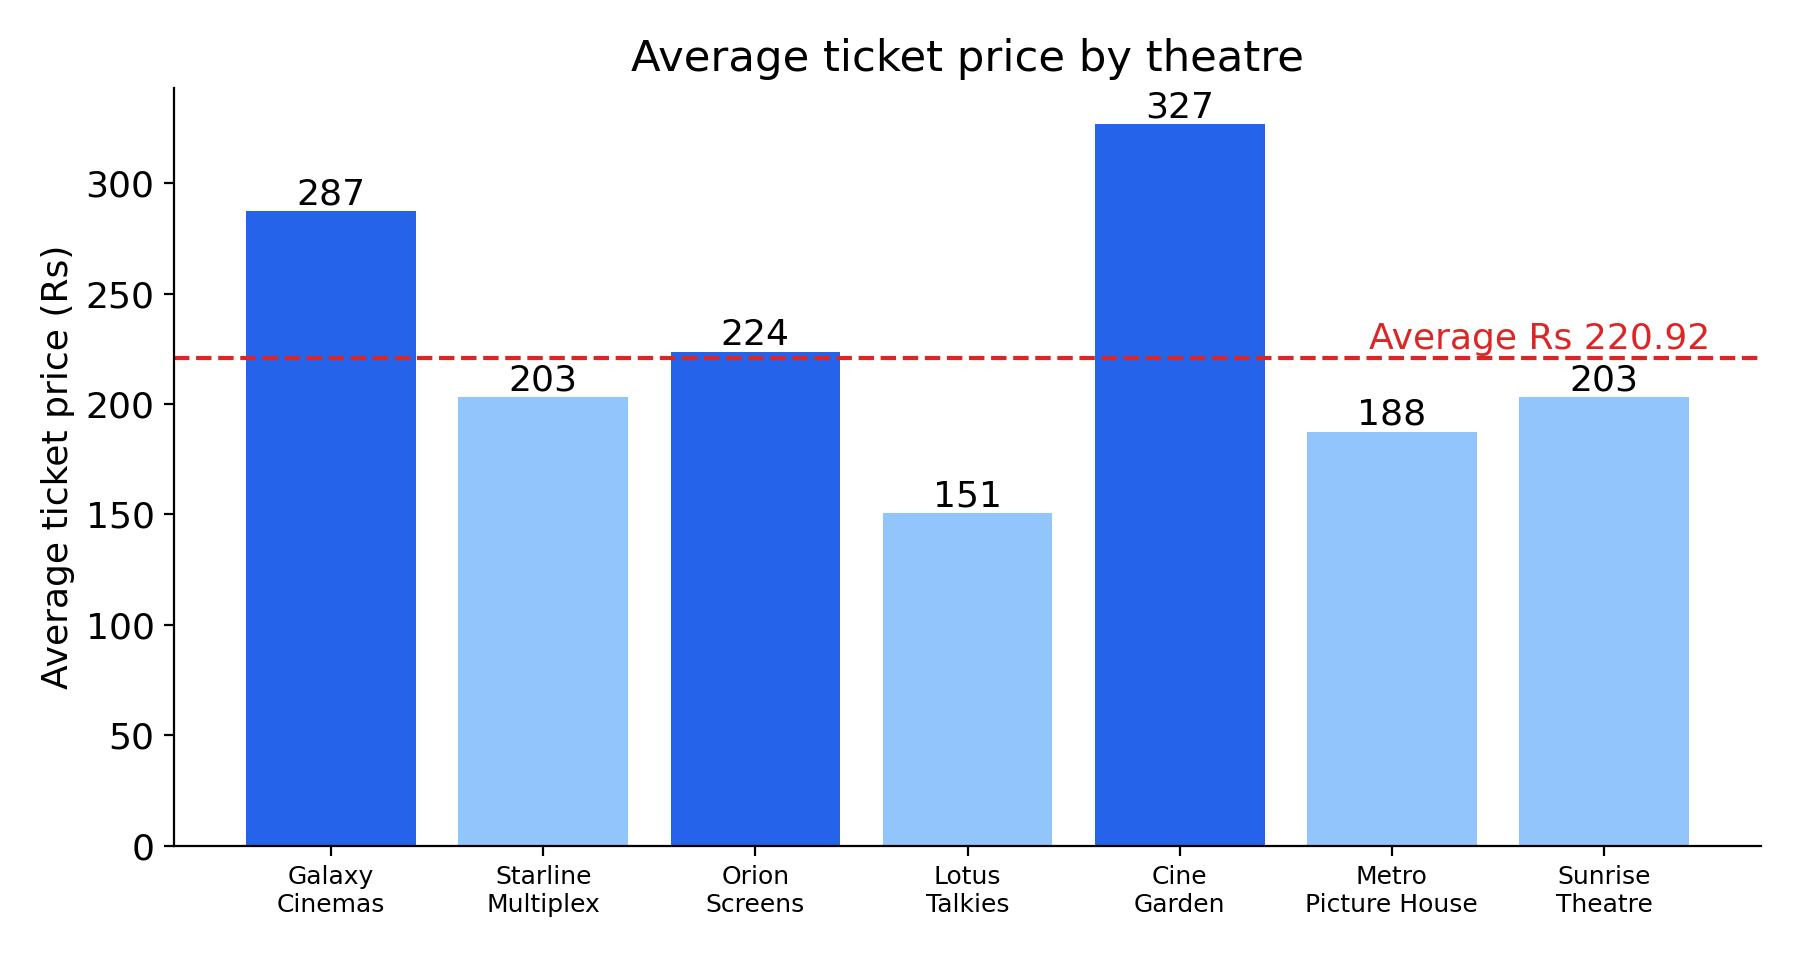 Average ticket price by theatre
Average ticket price (Rs)
300
250
200
150
100
50
0
287
203
224
151
327
188
203
Average Rs 220.92
Galaxy
Cinemas
Starline
Multiplex
Orion
Screens
Lotus
Talkies
Cine
Garden
Metro
Picture House
Sunrise
Theatre